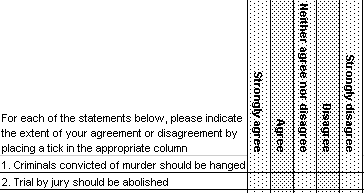 Strongly agree
Agree
Neither agree nor disagree
Disagree
Strongly disagree
For each of the statements below, please indicate
the extent of your agreement or disagreement by
placing a tick in the appropriate column
1. Criminals convicted of murder should be hanged
2. Trial by jury should be abolished